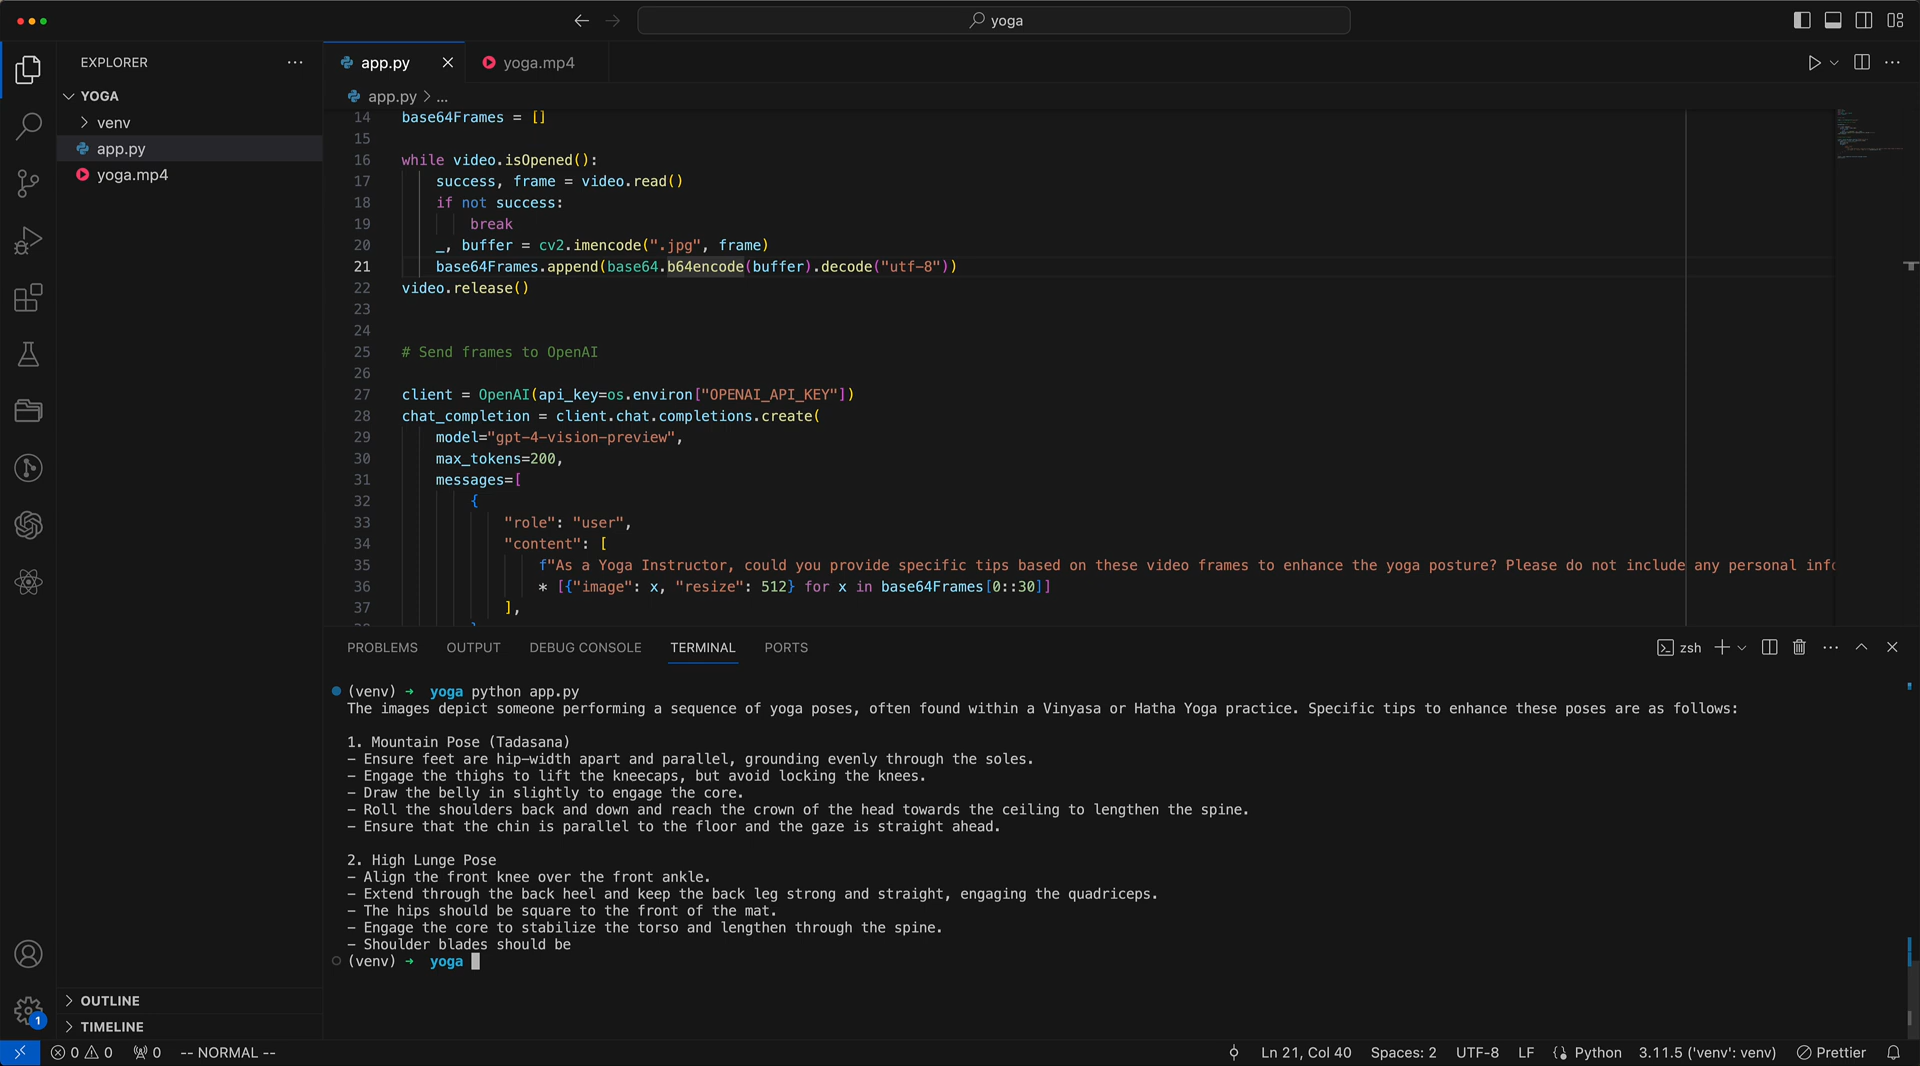 yoga
EXPLORER
YOGA
venv
app.py
yoga.mp4
OUTLINE
TIMELINE
app.py
yoga.mp4
app.py > ...
14 base64Frames = []
15
16 while video.isOpened():
17 success, frame = video.read()
18 if not success:
19 break
20 _, buffer = cv2.imencode(".jpg", frame)
21 base64Frames.append(base64.b64encode(buffer).decode("utf-8"))
22 video.release()
23
24
25 # Send frames to OpenAI
26
27 client = OpenAI(api_key=os.environ["OPENAI_API_KEY"])
28 chat_completion = client.chat.completions.create(
29 model="gpt-4-vision-preview",
30 max_tokens=200,
31 messages=[
32 {
33 "role": "user",
34 "content": [
35 f"As a Yoga Instructor, could you provide specific tips based on these video frames to enhance the yoga posture? Please do not include any personal info
36 * [{"image": x, "resize": 512} for x in base64Frames[0::30]]
37 ],
PROBLEMS OUTPUT DEBUG CONSOLE TERMINAL PORTS
zsh
(venv) → yoga python app.py
The images depict someone performing a sequence of yoga poses, often found within a Vinyasa or Hatha Yoga practice. Specific tips to enhance these poses are as follows:
1. Mountain Pose (Tadasana)
- Ensure feet are hip-width apart and parallel, grounding evenly through the soles.
- Engage the thighs to lift the kneecaps, but avoid locking the knees.
- Draw the belly in slightly to engage the core.
- Roll the shoulders back and down and reach the crown of the head towards the ceiling to lengthen the spine.
- Ensure that the chin is parallel to the floor and the gaze is straight ahead.
2. High Lunge Pose
- Align the front knee over the front ankle.
- Extend through the back heel and keep the back leg strong and straight, engaging the quadriceps.
- The hips should be square to the front of the mat.
- Engage the core to stabilize the torso and lengthen through the spine.
- Shoulder blades should be
(venv) → yoga
1
0 0 0 -- NORMAL -- Ln 21, Col 40 Spaces: 2 UTF-8 LF Python 3.11.5 ('venv': venv) Prettier